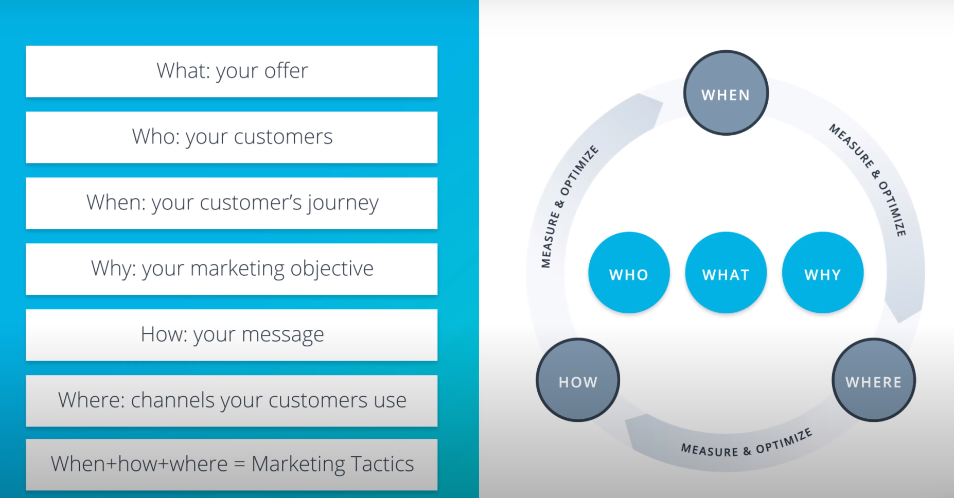 What: your offer
Who: your customers
When: your customer’s journey
Why: your marketing objective
How: your message
Where: channels your customers use
When+how+where = Marketing Tactics
WHEN
MEASURE & OPTIMIZE
MEASURE & OPTIMIZE
WHO
WHAT
WHY
HOW
WHERE
MEASURE & OPTIMIZE